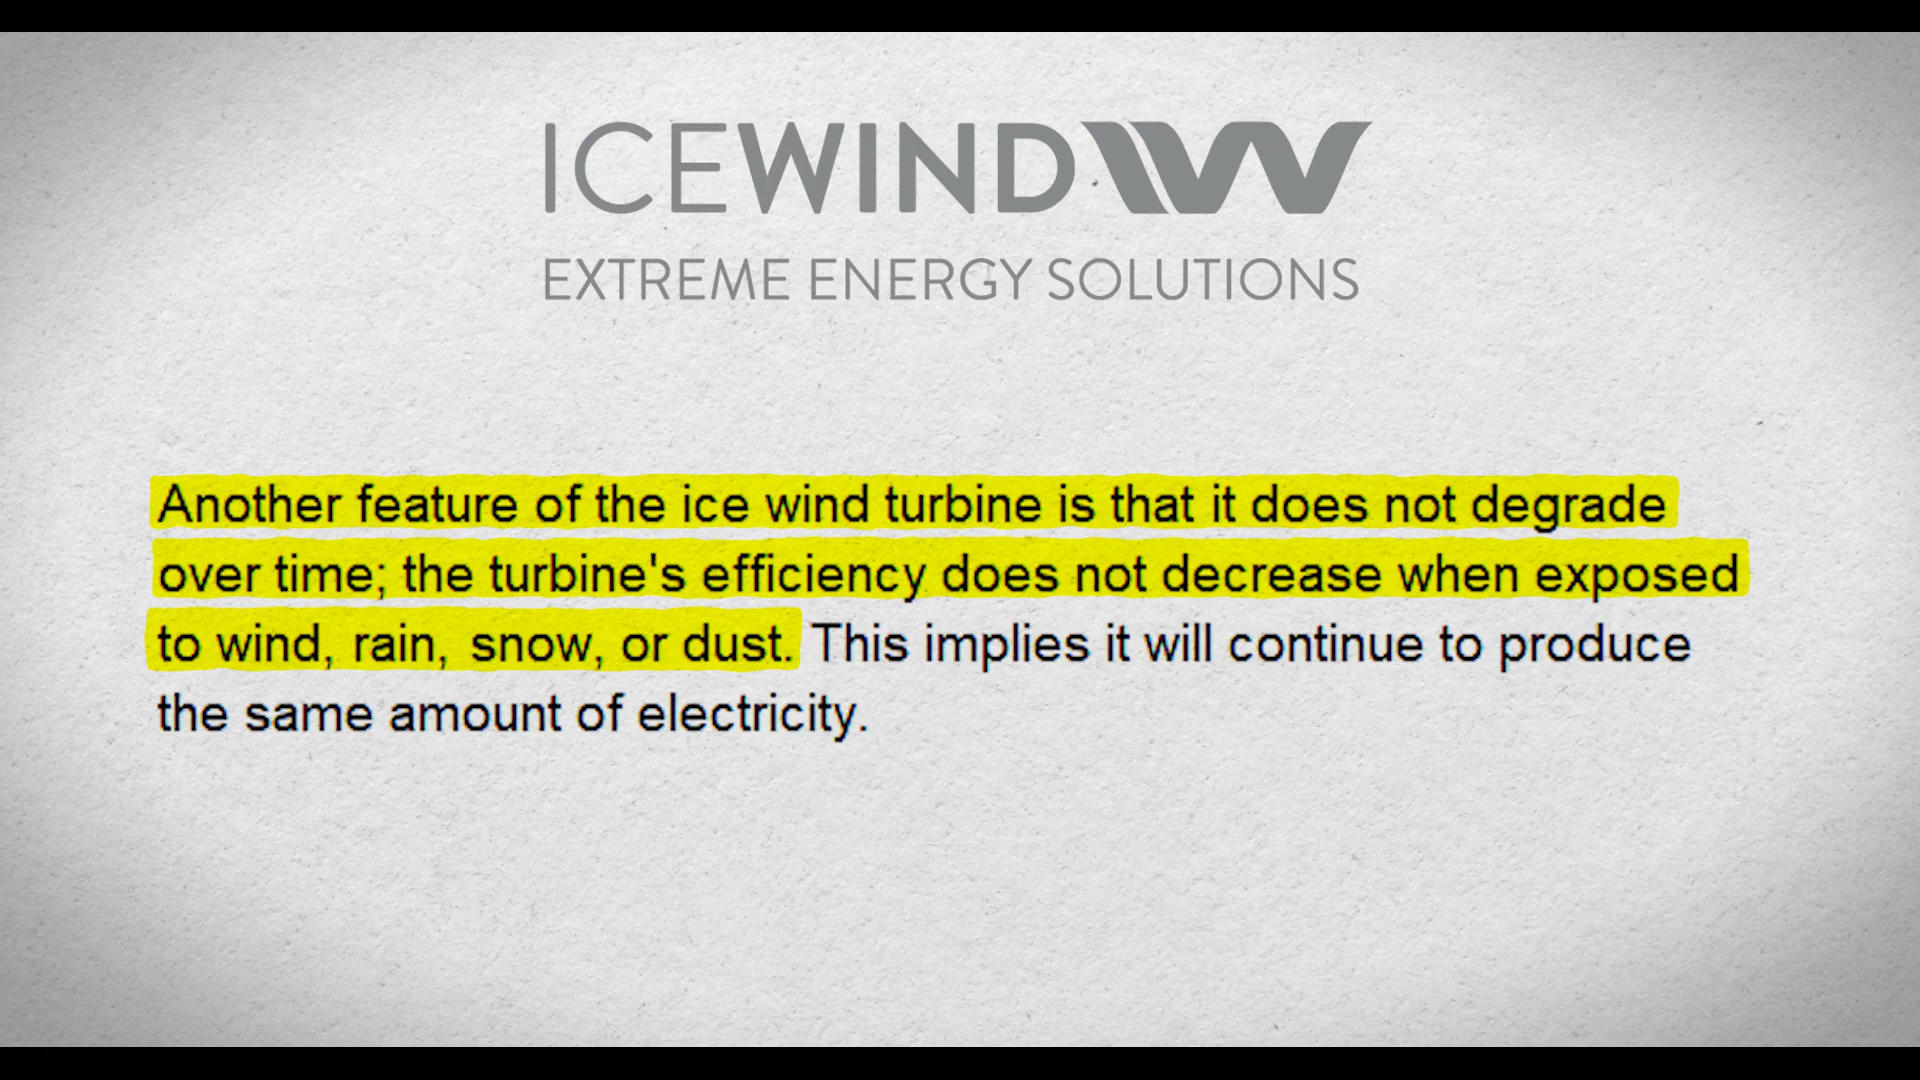 ICEWIND
EXTREME ENERGY SOLUTIONS
Another feature of the ice wind turbine is that it does not degrade
over time; the turbine's efficiency does not decrease when exposed
to wind, rain, snow, or dust. This implies it will continue to produce
the same amount of electricity.